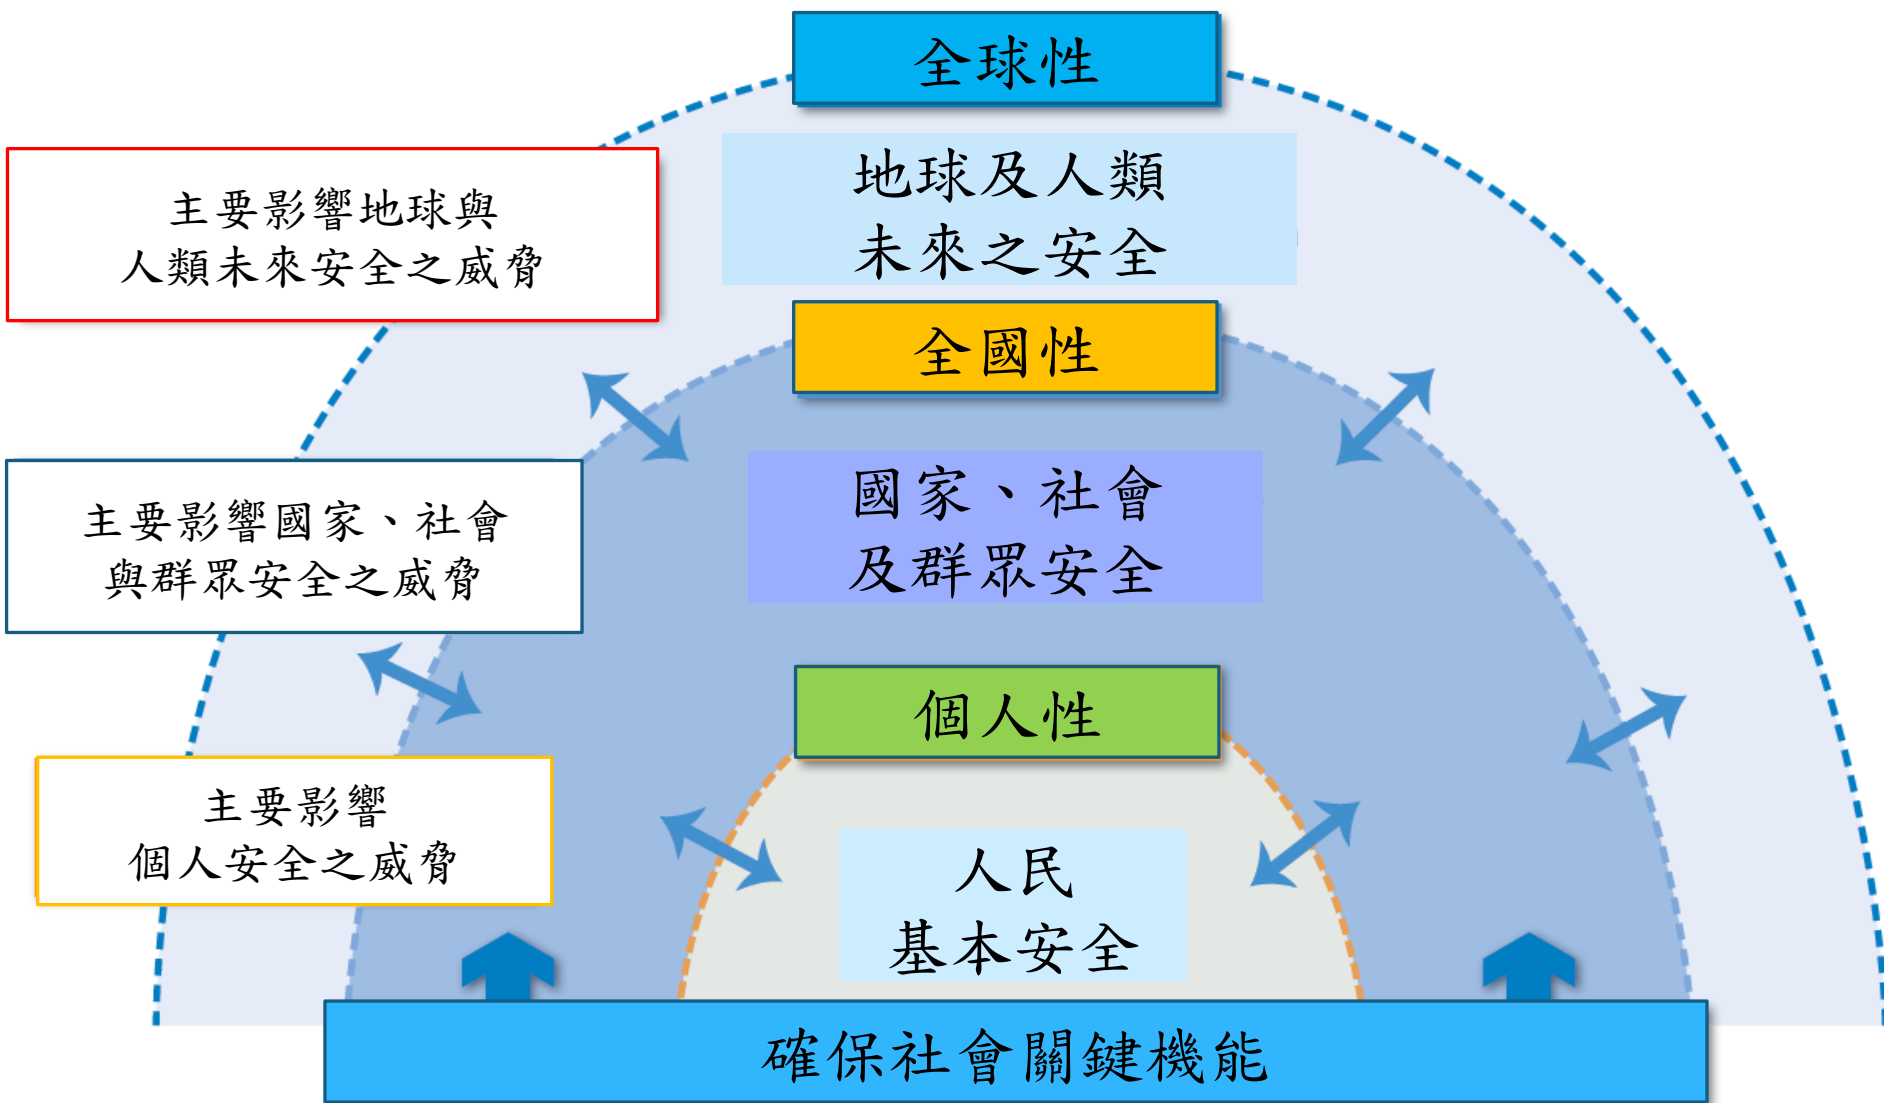 全球性
地球及人類
未來之安全
主要影響地球與
人類未來安全之威脅
全國性
國家、社會
及群眾安全
主要影響國家、社會
與群眾安全之威脅
個人性
主要影響
個人安全之威脅
人民
基本安全
確保社會關鍵機能